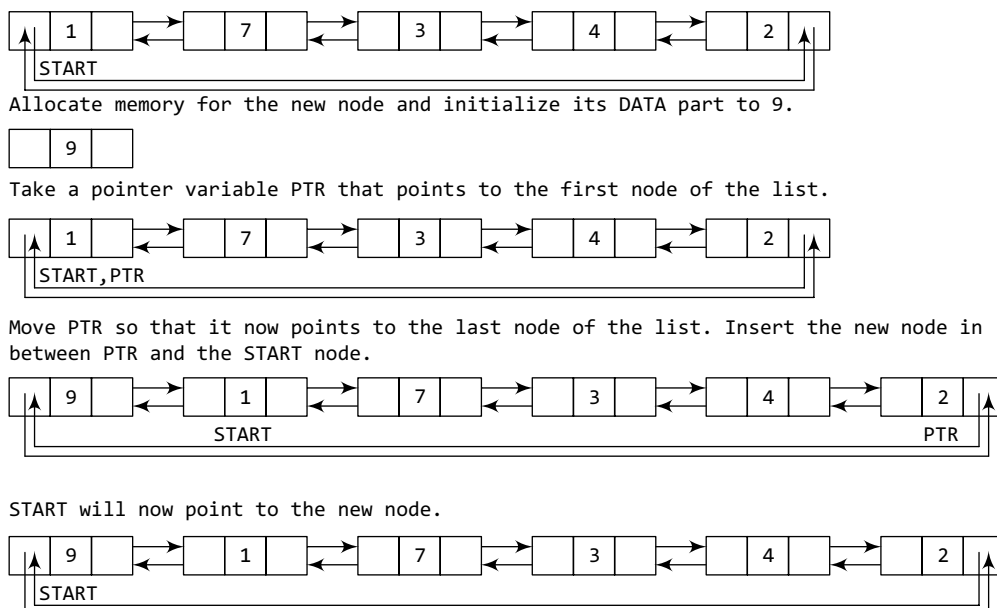 1 7 3 4 2
START
Allocate memory for the new node and initialize its DATA part to 9.
9
Take a pointer variable PTR that points to the first node of the list.
1 7 3 4 2
START,PTR
Move PTR so that it now points to the last node of the list. Insert the new node in
between PTR and the START node.
9 1 7 3 4 2
START PTR
START will now point to the new node.
9 1 7 3 4 2
START